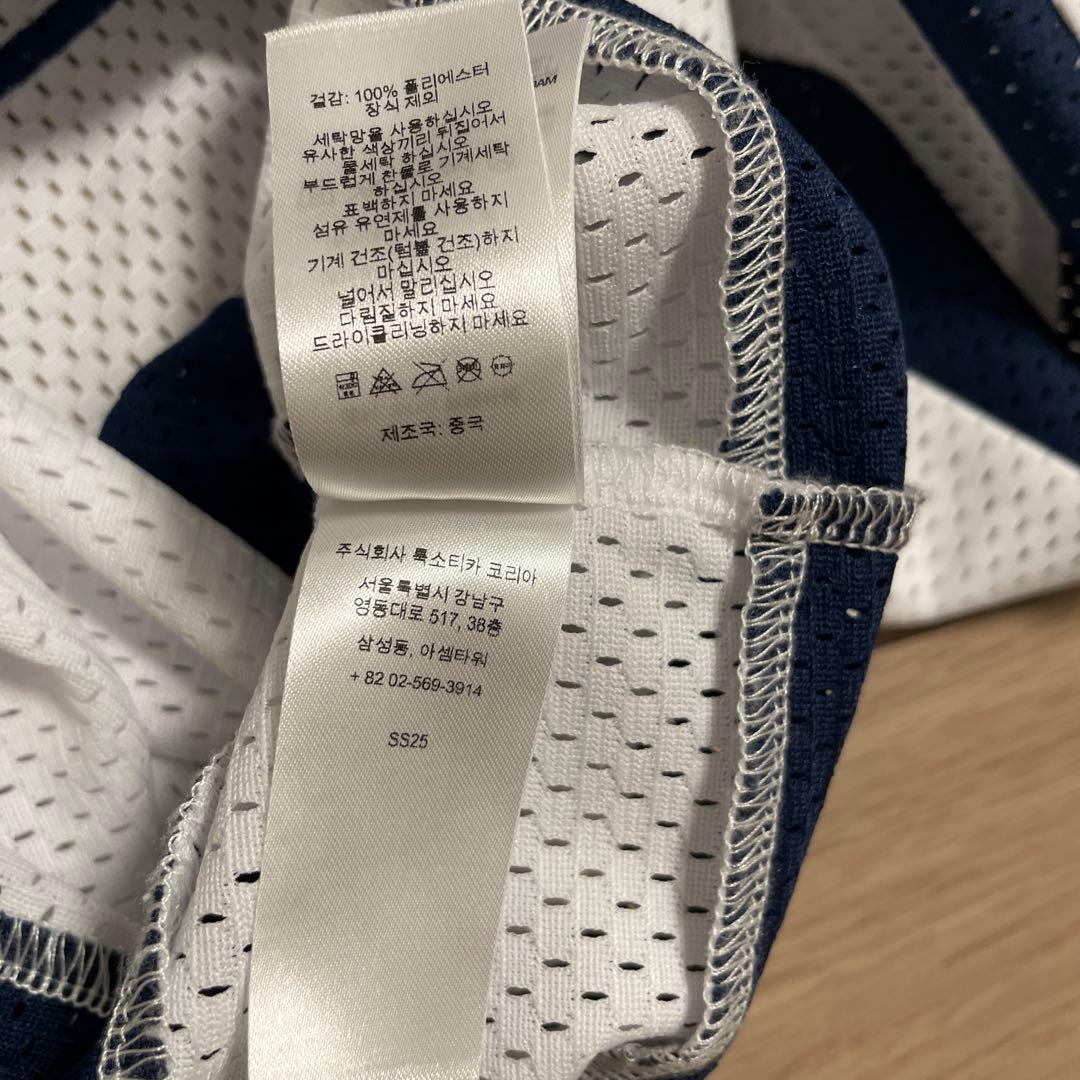 겉감: 100% 폴리에스터
장식 제외
세탁망을 사용하십시오
유사한 색상끼리 뒤집어서
물세탁 하십시오
부드럽게 찬물로 기계세탁
하십시오
표백하지 마세요
섬유 유연제를 사용하지
마세요
기계 건조(텀블 건조)하지
마십시오
널어서 말리십시오
다림질하지 마세요
드라이클리닝하지 마세요
제조국: 중국
주식회사 룩소티카 코리아
서울특별시 강남구
영동대로 517, 38층
삼성동, 아셈타워
+ 82 02-569-3914
SS25